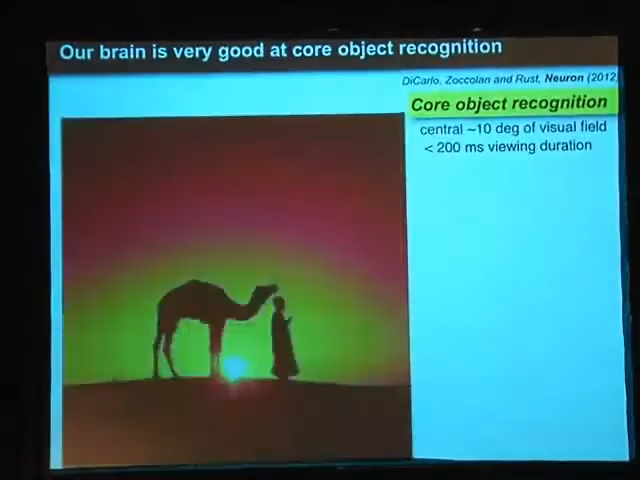 Our brain is very good at core object recognition
DiCarlo, Zoccolan and Rust, Neuron (2012)
Core object recognition
central ~10 deg of visual field
< 200 ms viewing duration